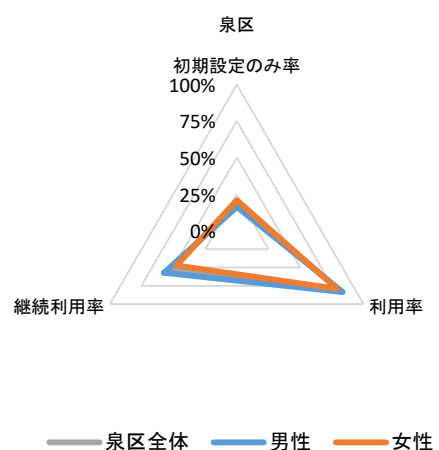 泉区
初期設定のみ率
100%
75%
50%
25%
0%
継続利用率
利用率
泉区全体
男性
女性